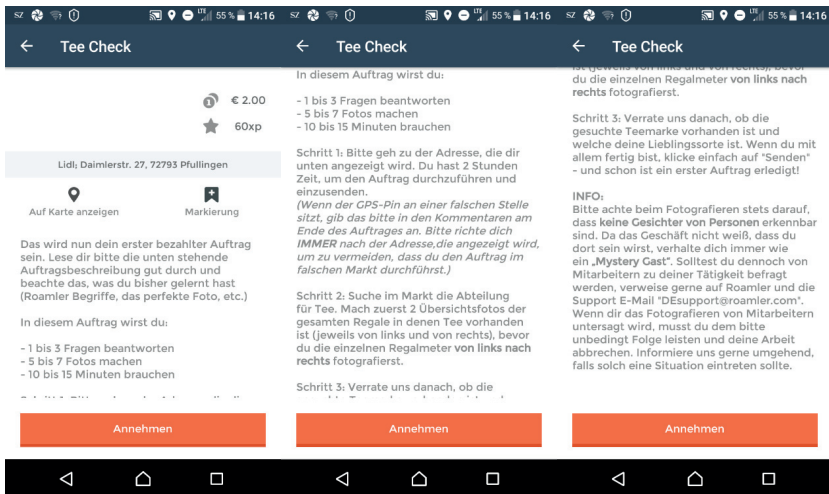 SZ LTE 55 % 14:16
Tee Check
€ 2.00
60xp
Lidl; Daimlerstr. 27, 72793 Pfullingen
Auf Karte anzeigen
Markierung
Das wird nun dein erster bezahlter Auftrag
sein. Lese dir bitte die unten stehende
Auftragsbeschreibung gut durch und
beachte das, was du bisher gelernt hast
(Roamler Begriffe, das perfekte Foto, etc.)
In diesem Auftrag wirst du:
- 1 bis 3 Fragen beantworten
- 5 bis 7 Fotos machen
- 10 bis 15 Minuten brauchen
Annehmen
SZ LTE 55 % 14:16
Tee Check
In diesem Auftrag wirst du:
- 1 bis 3 Fragen beantworten
- 5 bis 7 Fotos machen
- 10 bis 15 Minuten brauchen
Schritt 1: Bitte geh zu der Adresse, die dir
unten angezeigt wird. Du hast 2 Stunden
Zeit, um den Auftrag durchzuführen und
einzusenden.
(Wenn der GPS-Pin an einer falschen Stelle
sitzt, gib das bitte in den Kommentaren am
Ende des Auftrages an. Bitte richte dich
IMMER nach der Adresse,die angezeigt wird,
um zu vermeiden, dass du den Auftrag im
falschen Markt durchführst.)
Schritt 2: Suche im Markt die Abteilung
für Tee. Mach zuerst 2 Übersichtsfotos der
gesamten Regale in denen Tee vorhanden
ist (jeweils von links und von rechts), bevor
du die einzelnen Regalmeter von links nach
rechts fotografierst.
Schritt 3: Verrate uns danach, ob die
Annehmen
SZ LTE 55 % 14:16
Tee Check
ist (jeweils von links und von rechts), bevor
du die einzelnen Regalmeter von links nach
rechts fotografierst.
Schritt 3: Verrate uns danach, ob die
gesuchte Teemarke vorhanden ist und
welche deine Lieblingssorte ist. Wenn du mit
allem fertig bist, klicke einfach auf "Senden"
- und schon ist ein erster Auftrag erledigt!
INFO:
Bitte achte beim Fotografieren stets darauf,
dass keine Gesichter von Personen erkennbar
sind. Da das Geschäft nicht weiß, dass du
dort sein wirst, verhalte dich immer wie
ein „Mystery Gast". Solltest du dennoch von
Mitarbeitern zu deiner Tätigkeit befragt
werden, verweise gerne auf Roamler und die
Support E-Mail "DEsupport@roamler.com".
Wenn dir das Fotografieren von Mitarbeitern
untersagt wird, musst du dem bitte
unbedingt Folge leisten und deine Arbeit
abbrechen. Informiere uns gerne umgehend,
falls solch eine Situation eintreten sollte.
Annehmen